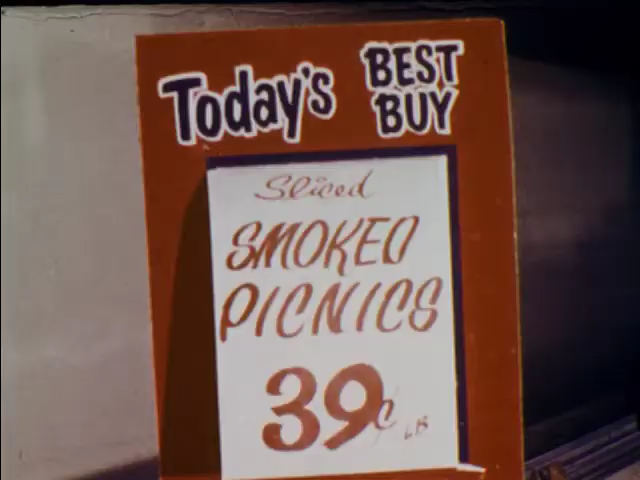 Today's BEST BUY
Sliced
SMOKED
PICNICS
39¢ LB